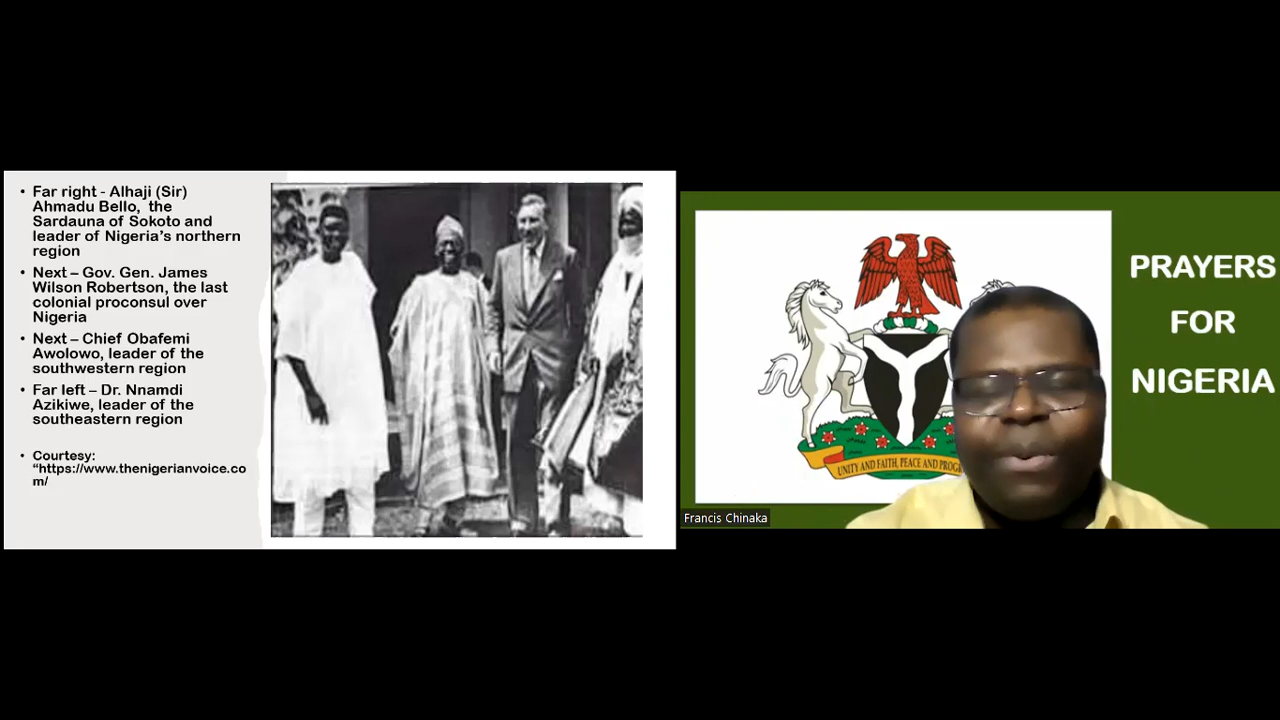 • Far right - Alhaji (Sir)
Ahmadu Bello, the
Sardauna of Sokoto and
leader of Nigeria's northern
region
• Next – Gov. Gen. James
Wilson Robertson, the last
colonial proconsul over
Nigeria
• Next – Chief Obafemi
Awolowo, leader of the
southwestern region
• Far left – Dr. Nnamdi
Azikiwe, leader of the
southeastern region
• Courtesy:
“https://www.thenigerianvoice.co
m/
PRAYERS
FOR
NIGERIA
UNITY AND FAITH, PEACE AND PROG
Francis Chinaka